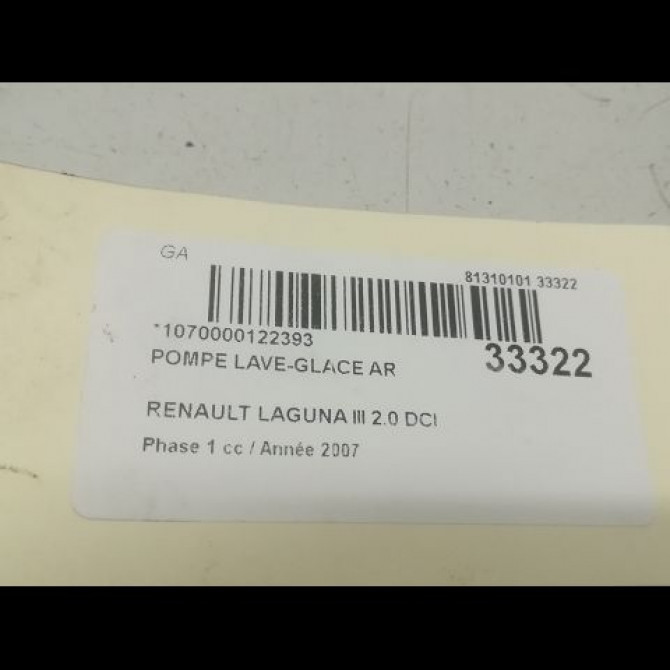 GA
81310101 33322
*1070000122393
33322
POMPE LAVE-GLACE AR
RENAULT LAGUNA III 2.0 DCI
Phase 1 cc / Année 2007